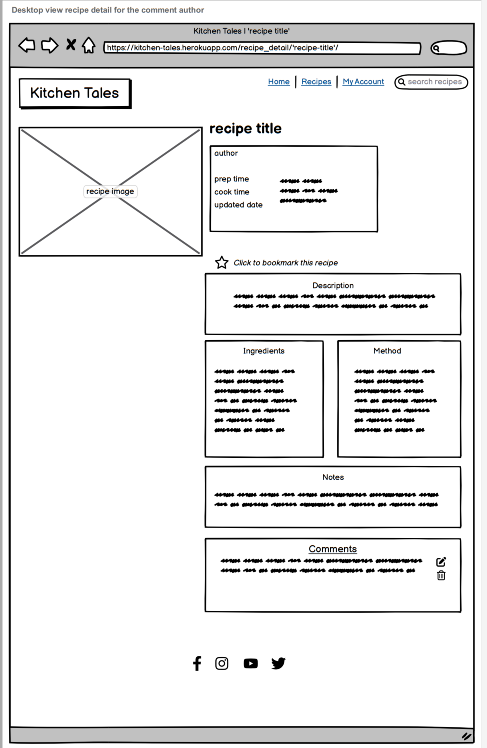 Desktop view recipe detail for the comment author
Kitchen Tales | 'recipe title'
https://kitchen-tales.herokuapp.com/recipe_detail/'recipe-title'/
Home Recipes My Account search recipes
Kitchen Tales
recipe title
author
recipe image
prep time
cook time
updated date
Click to bookmark this recipe
Description
Ingredients Method
Notes
Comments